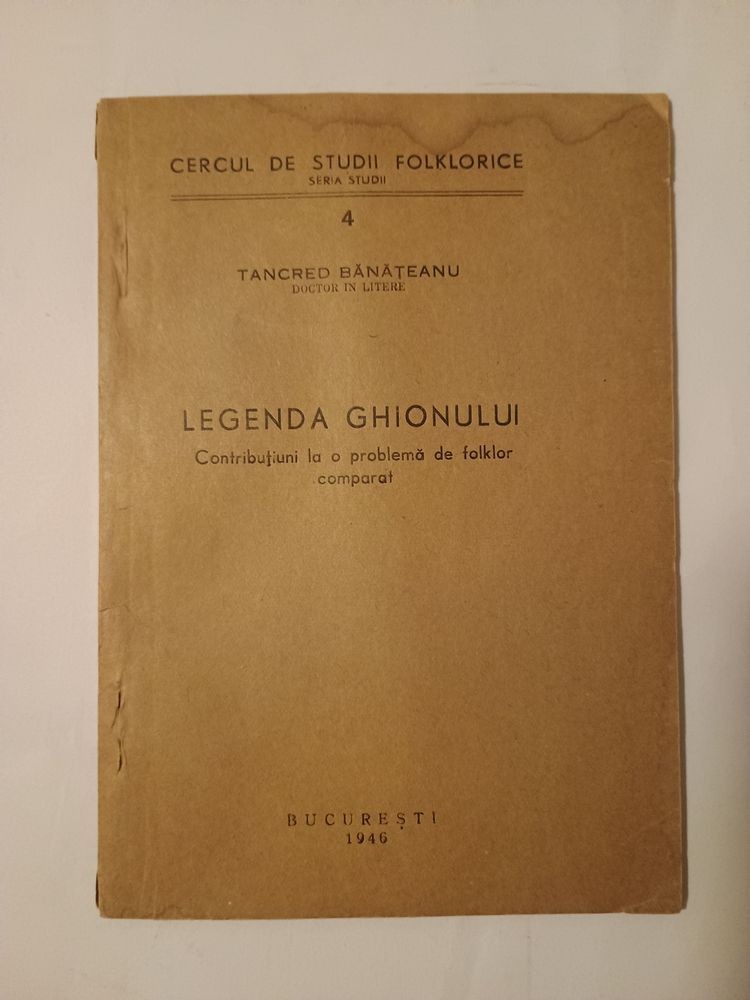 CERCUL DE STUDII FOLKLORICE
SERIA STUDII
4
TANCRED BĂNĂȚEANU
DOCTOR IN LITERE
LEGENDA GHIONULUI
Contribuțiuni la o problemă de folklor
comparat
BUCUREȘTI
1946